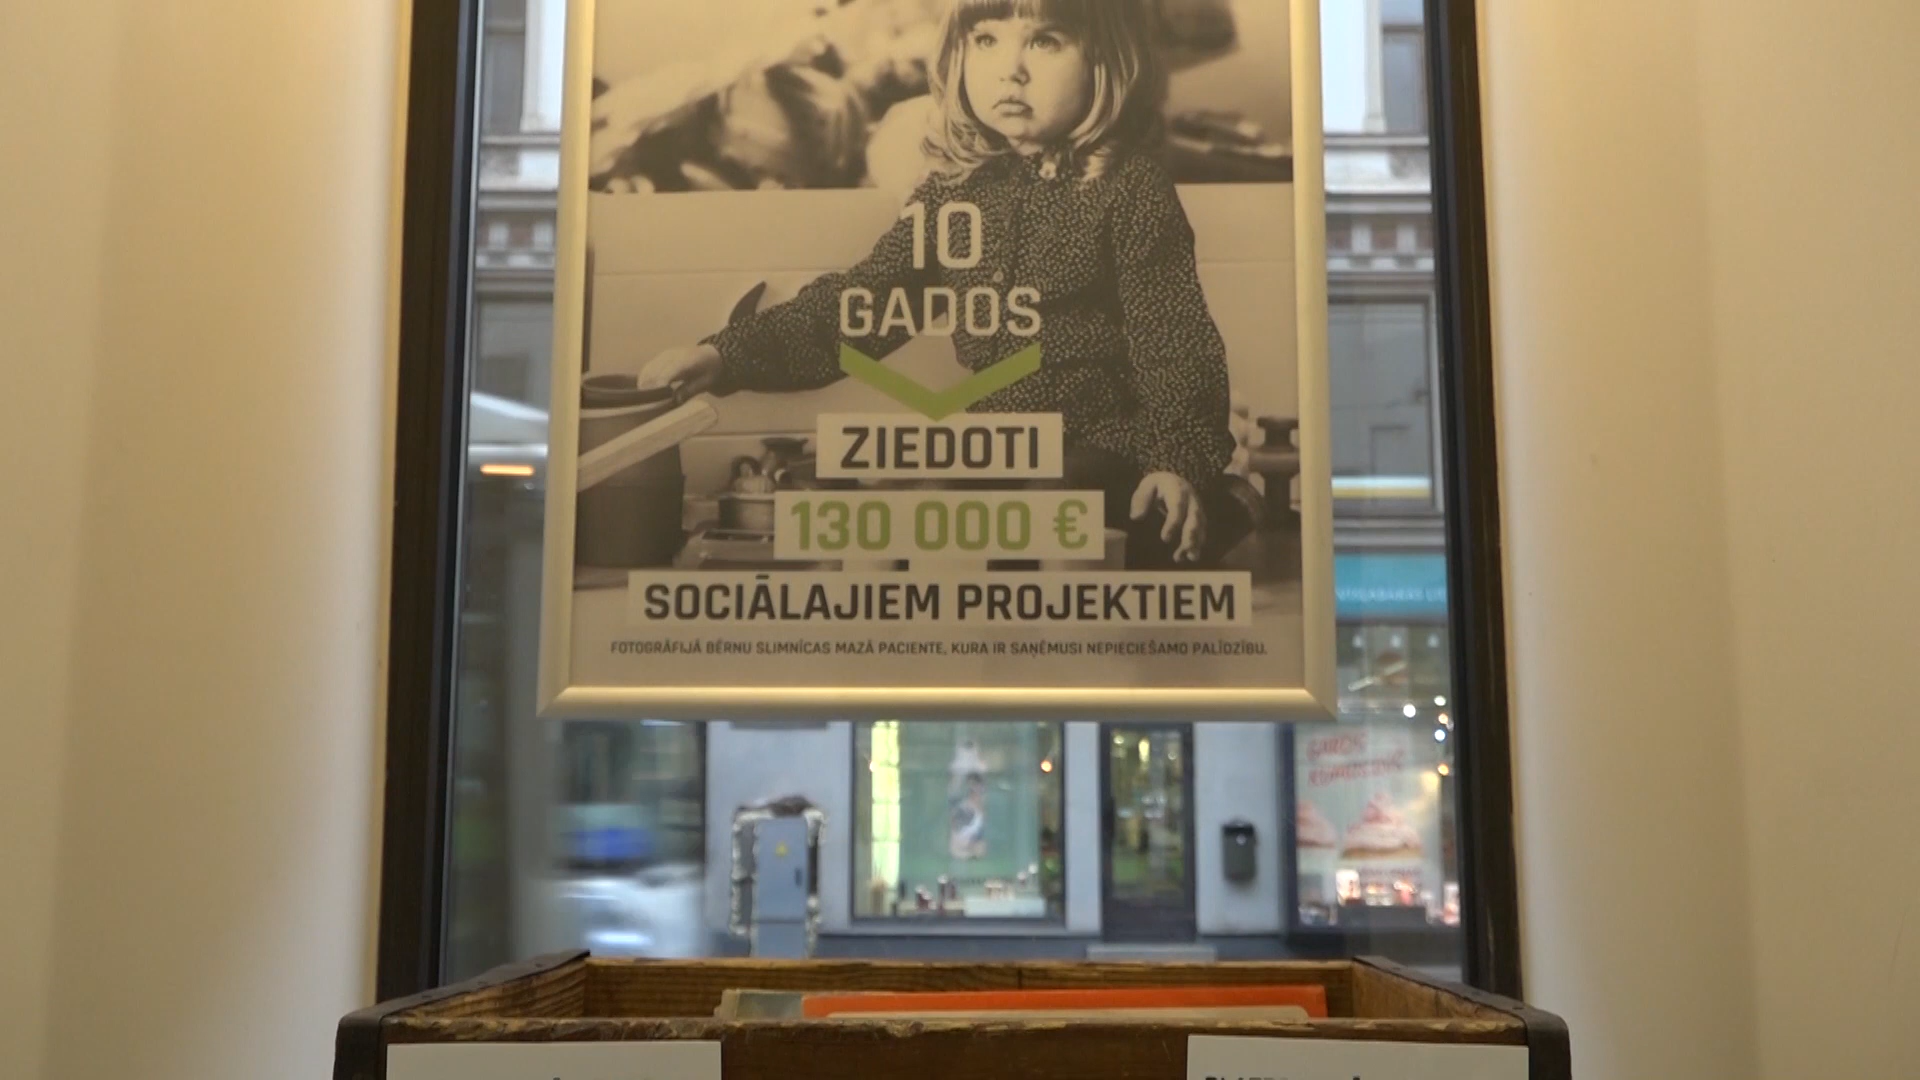 10
GADOS
ZIEDOTI
130 000 €
SOCIĀLAJIEM PROJEKTIEM
FOTOGRĀFIJĀ BĒRNU SLIMNĪCAS MAZĀ PACIENTE, KURA IR SAŅĒMUSI NEPIECIEŠAMO PALĪDZĪBU.